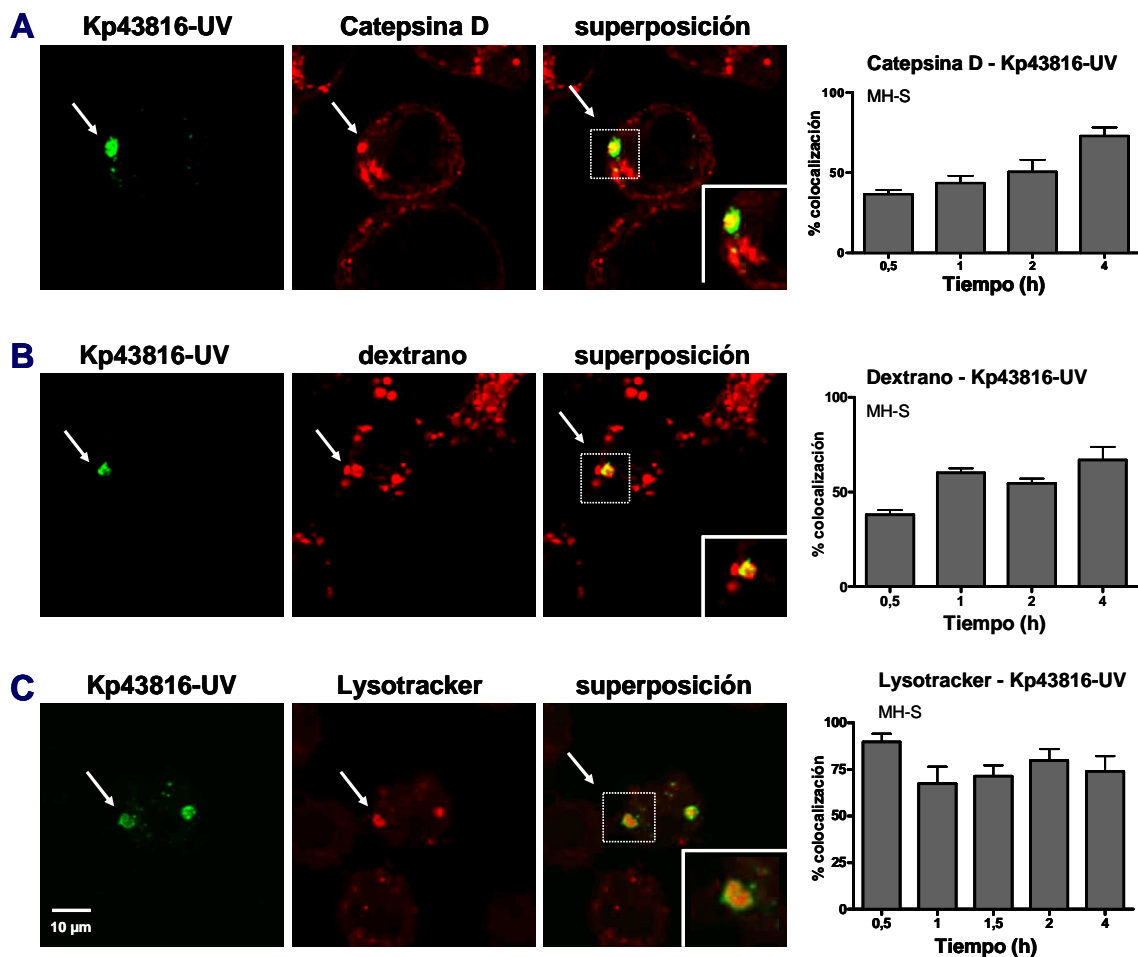 A
Kp43816-UV
Catepsina D
superposición
Catepsina D - Kp43816-UV
MH-S
100
50
0
% colocalización
0,5 1 2 4
Tiempo (h)
B
Kp43816-UV
dextrano
superposición
Dextrano - Kp43816-UV
MH-S
100
50
0
% colocalización
0,5 1 2 4
Tiempo (h)
C
Kp43816-UV
Lysotracker
superposición
10 µm
Lysotracker - Kp43816-UV
MH-S
100
75
50
25
0
% colocalización
0,5 1 1,5 2 4
Tiempo (h)